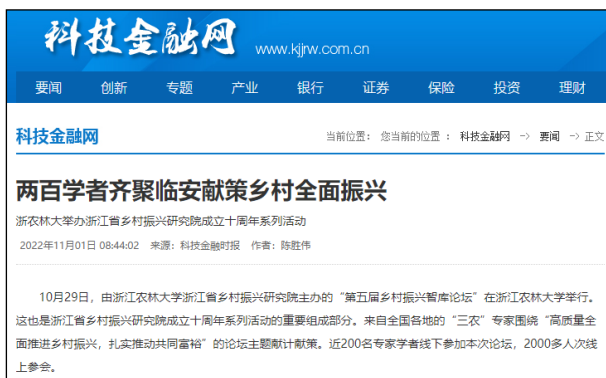 科技金融网 www.kjrw.com.cn
要闻 创新 专题 产业 银行 证券 保险 投资 理财
科技金融网 当前位置： 您当前的位置 ： 科技金融网 -> 要闻 -> 正文
两百学者齐聚临安献策乡村全面振兴
浙农林大举办浙江省乡村振兴研究院成立十周年系列活动
2022年11月01日 08:44:02 来源：科技金融时报 作者：陈胜伟
10月29日，由浙江农林大学浙江省乡村振兴研究院主办的“第五届乡村振兴智库论坛”在浙江农林大学举行。
这也是浙江省乡村振兴研究院成立十周年系列活动的重要组成部分。来自全国各地的“三农”专家围绕“高质量全
面推进乡村振兴，扎实推动共同富裕”的论坛主题献计献策。近200名专家学者线下参加本次论坛，2000多人次线
上参会。